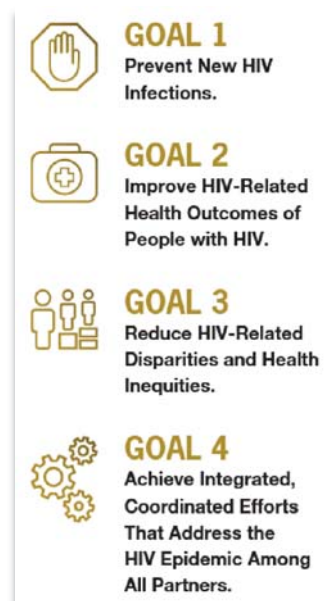 GOAL 1
Prevent New HIV
Infections.
GOAL 2
Improve HIV-Related
Health Outcomes of
People with HIV.
GOAL 3
Reduce HIV-Related
Disparities and Health
Inequities.
GOAL 4
Achieve Integrated,
Coordinated Efforts
That Address the
HIV Epidemic Among
All Partners.